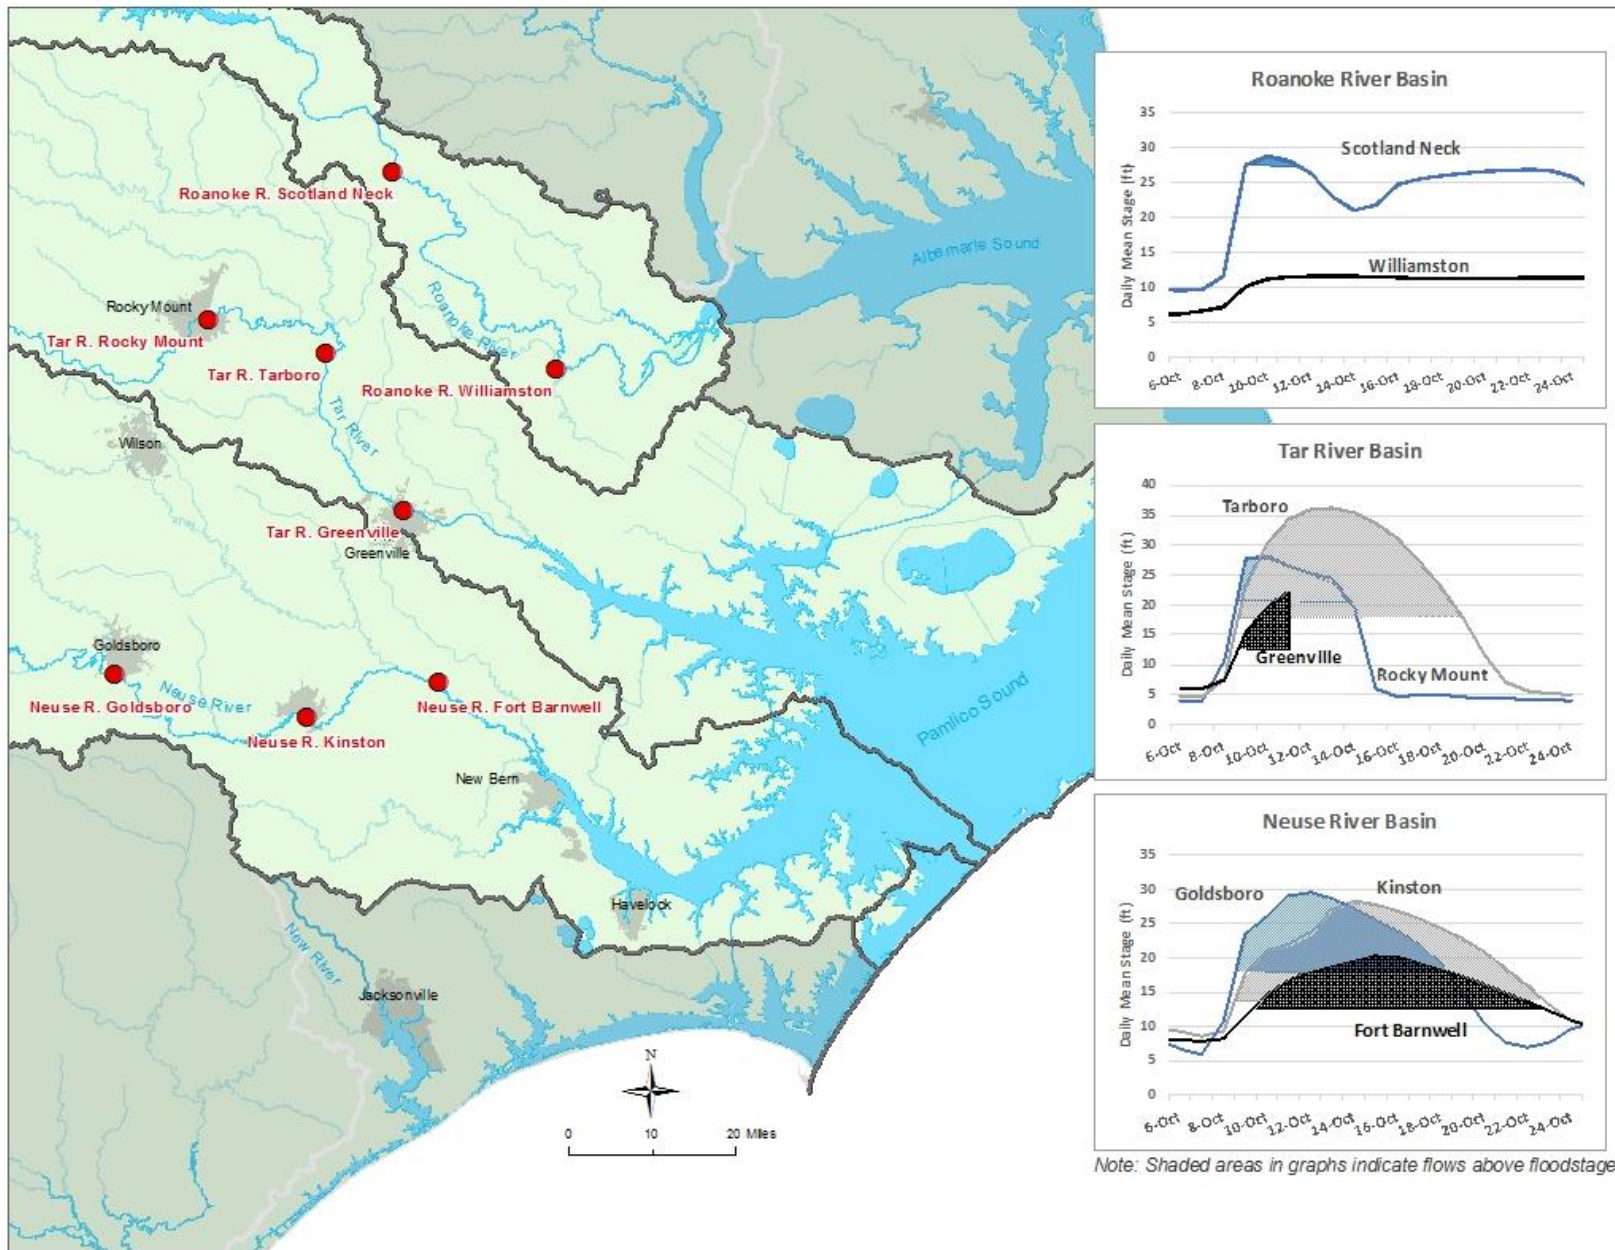 Roanoke R. Scotland Neck
Albemarle Sound
Roanoke River
Rocky Mount
Tar R. Rocky Mount
Tar R. Tarboro
Roanoke R. Williamston
Tar River
Wilson
Tar R. Greenville
Greenville
Goldsboro
Neuse River
Neuse R. Goldsboro
Neuse R. Fort Barnwell
Neuse R. Kinston
Pamlico Sound
New Bern
Havelock
New River
Jacksonville
N
0 10 20 Miles
Roanoke River Basin
Daily Mean Stage (ft)
35
30
25
20
15
10
5
0
Scotland Neck
Williamston
6-Oct 8-Oct 10-Oct 12-Oct 14-Oct 16-Oct 18-Oct 20-Oct 22-Oct 24-Oct
Tar River Basin
Daily Mean Stage (ft)
40
35
30
25
20
15
10
5
0
Tarboro
Greenville
Rocky Mount
6-Oct 8-Oct 10-Oct 12-Oct 14-Oct 16-Oct 18-Oct 20-Oct 22-Oct 24-Oct
Neuse River Basin
Daily Mean Stage (ft)
35
30
25
20
15
10
5
0
Goldsboro
Kinston
Fort Barnwell
6-Oct 8-Oct 10-Oct 12-Oct 14-Oct 16-Oct 18-Oct 20-Oct 22-Oct 24-Oct
Note: Shaded areas in graphs indicate flows above floodstage